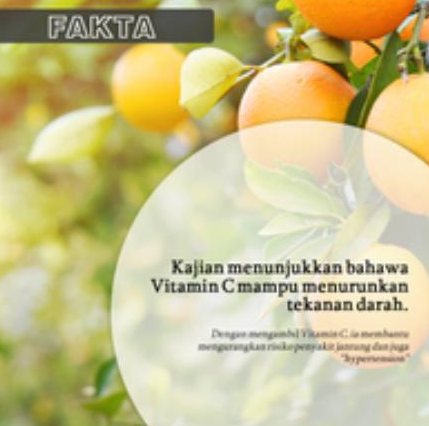 FAKTA
Kajian menunjukkan bahawa
Vitamin C mampu menurunkan
tekanan darah.
Dengan mengambil Vitamin C, ia membantu
mengurangkan risiko penyakit jantung dan juga
"hypertension"